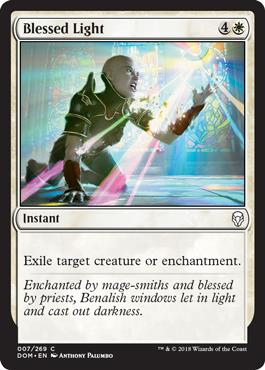 Blessed Light 4
Instant
Exile target creature or enchantment.
Enchanted by mage-smiths and blessed
by priests, Benalish windows let in light
and cast out darkness.
007/269 C
DOM • EN Anthony Palumbo
™ & © 2018 Wizards of the Coast